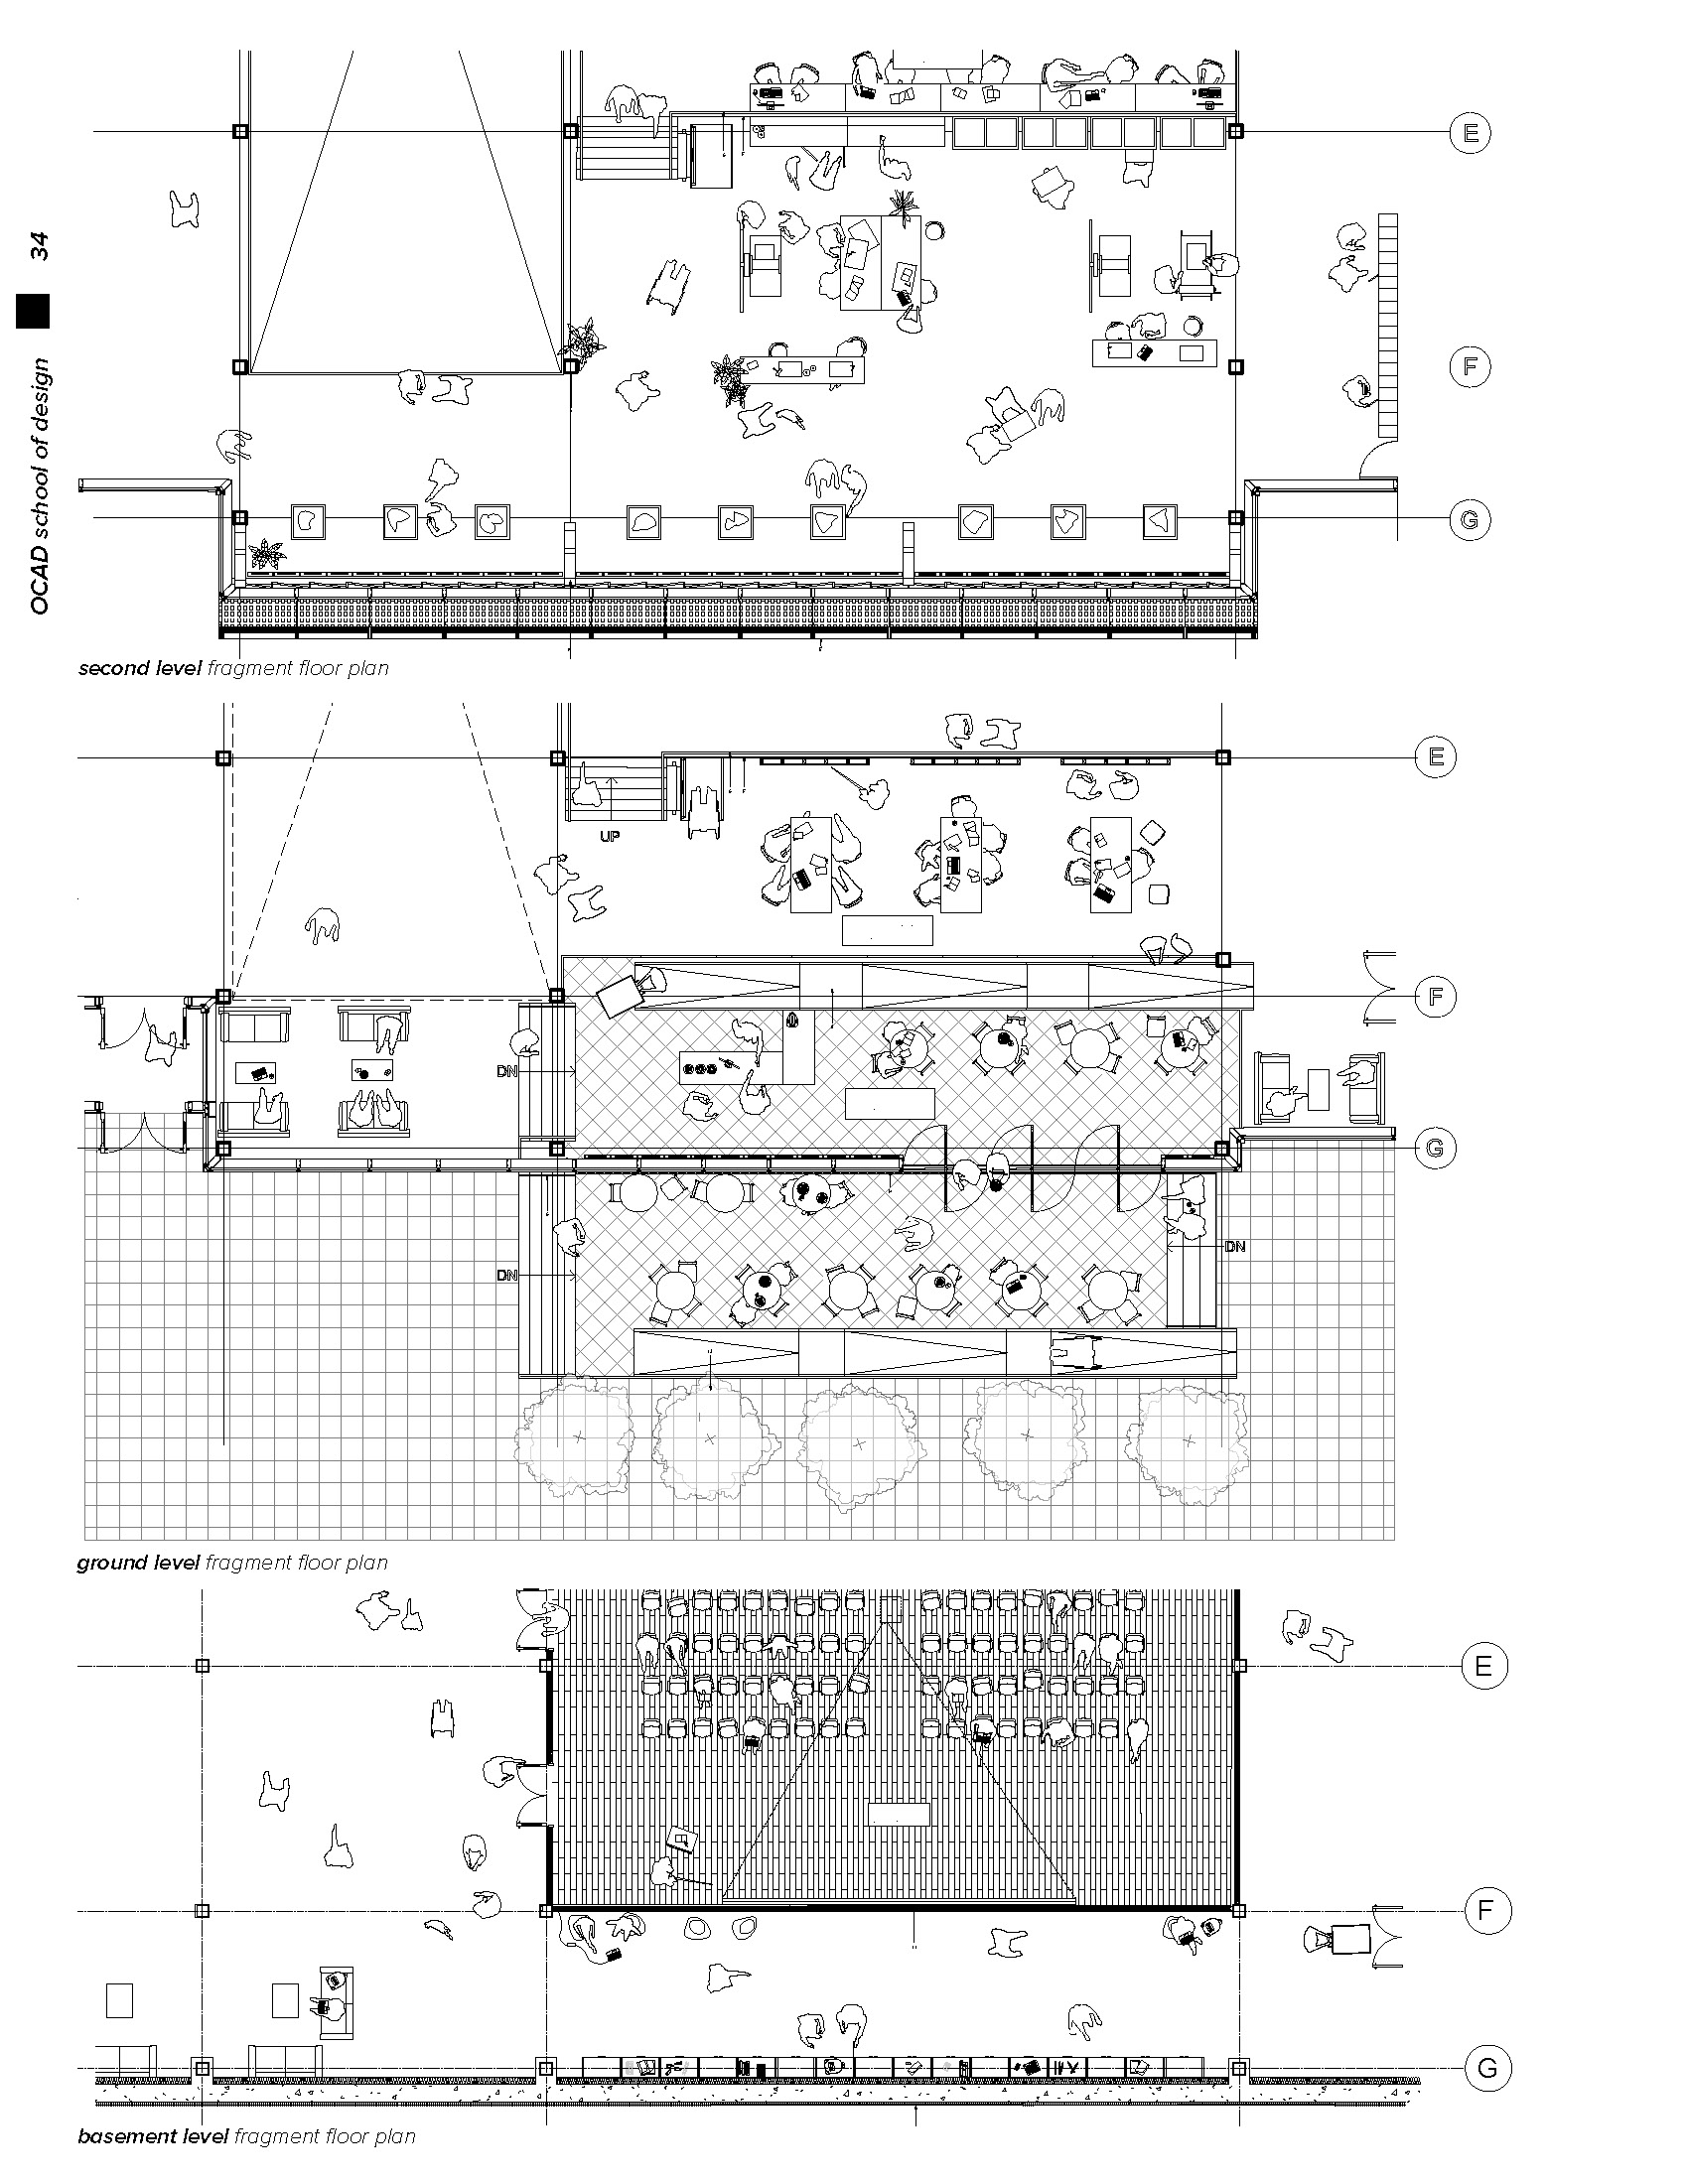 OCAD school of design 34
E
F
G
second level fragment floor plan
E
UP
F
DN
G
DN
DN
ground level fragment floor plan
E
F
G
basement level fragment floor plan